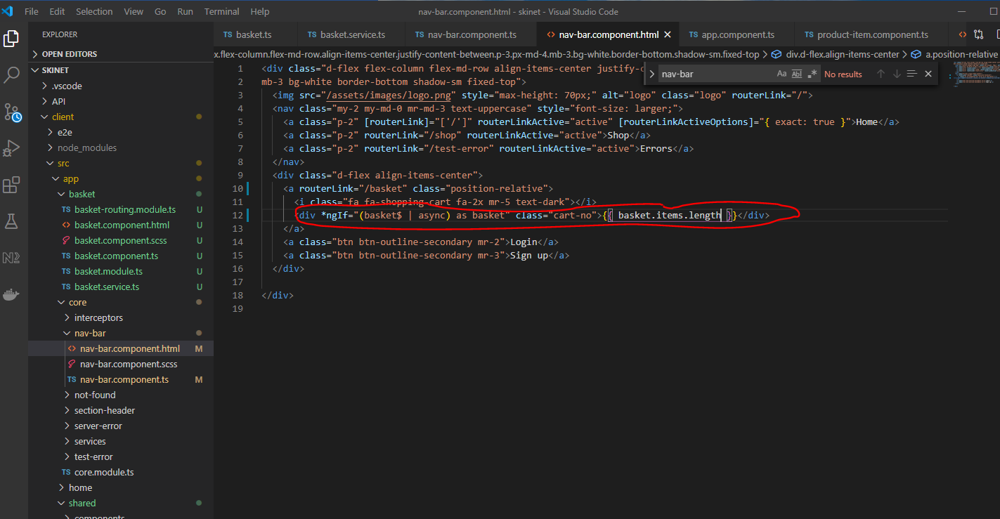 File Edit Selection View Go Run Terminal Help nav-bar.component.html - skinet - Visual Studio Code
EXPLORER
OPEN EDITORS
SKINET
.vscode
API
client
e2e
node_modules
src
app
basket
TS basket-routing.module.ts U
<> basket.component.html U
basket.component.scss U
TS basket.component.ts U
TS basket.module.ts U
TS basket.service.ts U
core
interceptors
nav-bar
<> nav-bar.component.html M
nav-bar.component.scss
TS nav-bar.component.ts M
not-found
section-header
server-error
services
test-error
TS core.module.ts
home
shared
components
TS basket.ts TS basket.service.ts TS nav-bar.component.ts <> nav-bar.component.html TS app.component.ts TS product-item.component.ts <>
x.flex-column.flex-md-row.align-items-center.justify-content-between.p-3.px-md-4.mb-3.bg-white.border-bottom.shadow-sm.fixed-top > div.d-flex.align-items-center > a.position-relative
nav-bar Aa Abl .* No results
1 <div class="d-flex flex-column flex-md-row align-items-center justify-c
2 mb-3 bg-white border-bottom shadow-sm fixed-top">
3 <img src="/assets/images/logo.png" style="max-height: 70px;" alt="logo" class="logo" routerLink="/">
4 <nav class="my-2 my-md-0 mr-md-3 text-uppercase" style="font-size: larger;">
5 <a class="p-2" [routerLink]="['/']" routerLinkActive="active" [routerLinkActiveOptions]="{ exact: true }">Home</a>
6 <a class="p-2" routerLink="/shop" routerLinkActive="active">Shop</a>
7 <a class="p-2" routerLink="/test-error" routerLinkActive="active">Errors</a>
8 </nav>
9 <div class="d-flex align-items-center">
10 <a routerLink="/basket" class="position-relative">
11 <i class="fa fa-shopping-cart fa-2x mr-5 text-dark"></i>
12 <div *ngIf="(basket$ | async) as basket" class="cart-no">{{ basket.items.length }}</div>
13 </a>
14 <a class="btn btn-outline-secondary mr-2">Login</a>
15 <a class="btn btn-outline-secondary mr-3">Sign up</a>
16 </div>
17
18 </div>
19